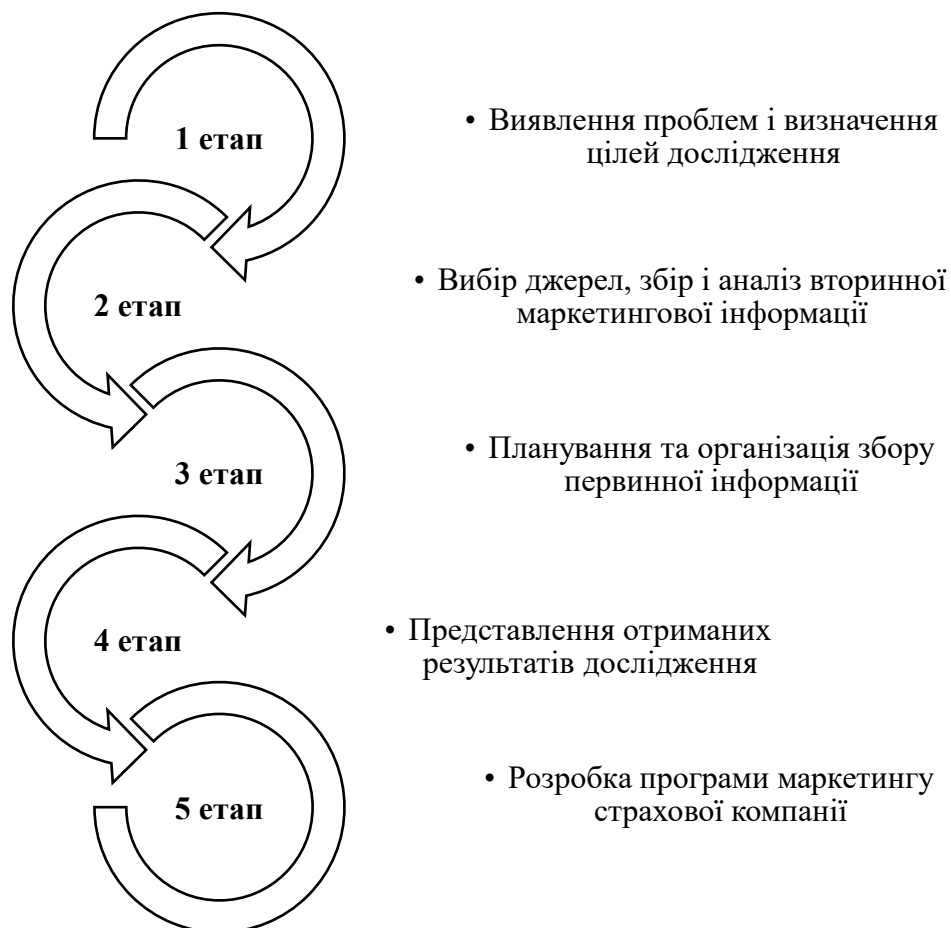 1 етап
• Виявлення проблем і визначення
цілей дослідження
2 етап
• Вибір джерел, збір і аналіз вторинної
маркетингової інформації
3 етап
• Планування та організація збору
первинної інформації
4 етап
• Представлення отриманих
результатів дослідження
5 етап
• Розробка програми маркетингу
страхової компанії